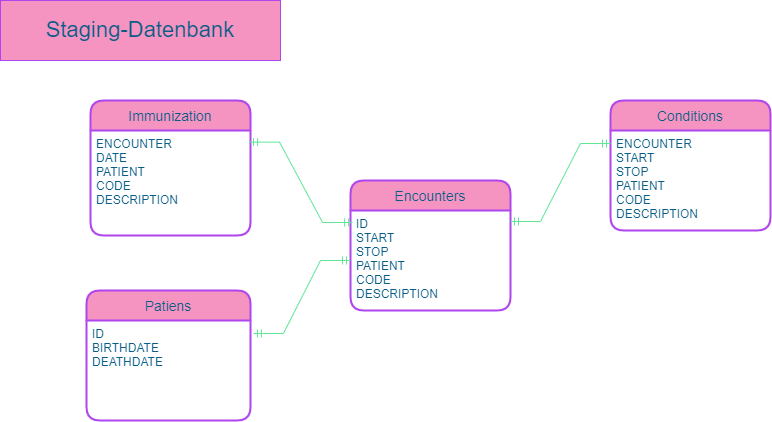 Staging-Datenbank
Immunization
ENCOUNTER
DATE
PATIENT
CODE
DESCRIPTION
Patiens
ID
BIRTHDATE
DEATHDATE
Encounters
ID
START
STOP
PATIENT
CODE
DESCRIPTION
Conditions
ENCOUNTER
START
STOP
PATIENT
CODE
DESCRIPTION